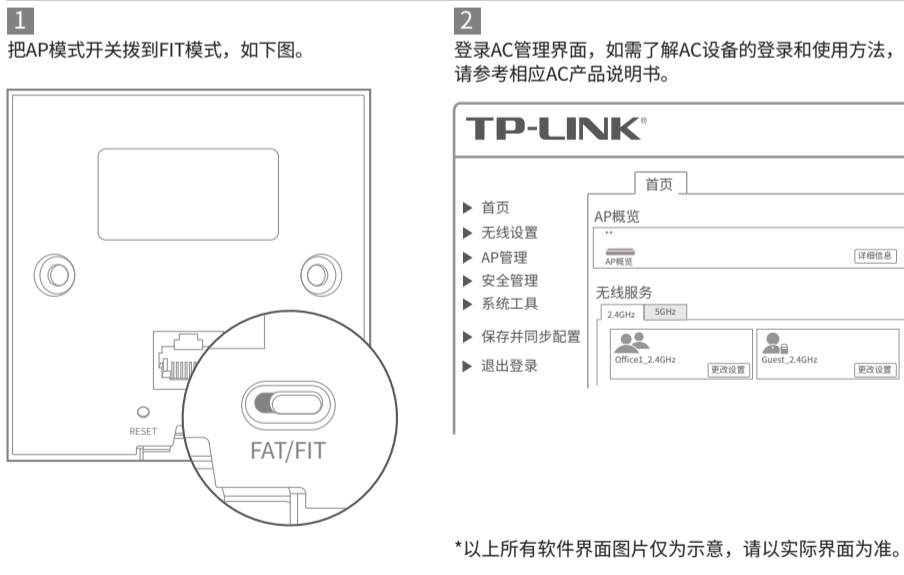 1
把AP模式开关拨到FIT模式，如下图。
RESET
FAT/FIT
2
登录AC管理界面，如需了解AC设备的登录和使用方法，
请参考相应AC产品说明书。
TP-LINK®
首页
首页
无线设置
AP管理
安全管理
系统工具
保存并同步配置
退出登录
AP概览
AP概览
详细信息
无线服务
2.4GHz 5GHz
Office1_2.4GHz
更改设置
Guest_2.4GHz
更改设置
*以上所有软件界面图片仅为示意，请以实际界面为准。